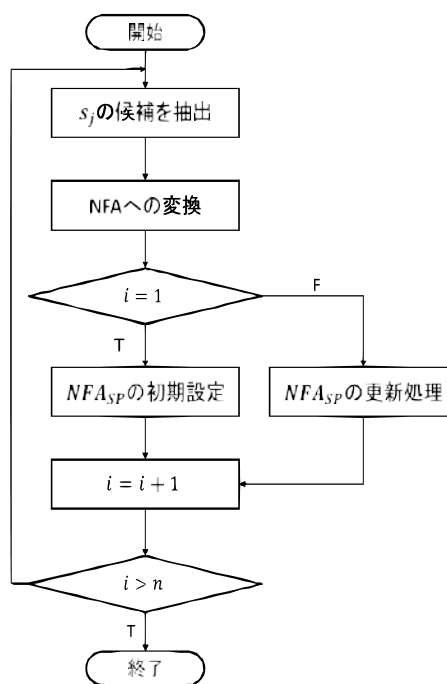 開始
s_jの候補を抽出
NFAへの変換
i = 1
F
T
NFA_SPの初期設定
NFA_SPの更新処理
i = i + 1
i > n
T
終了